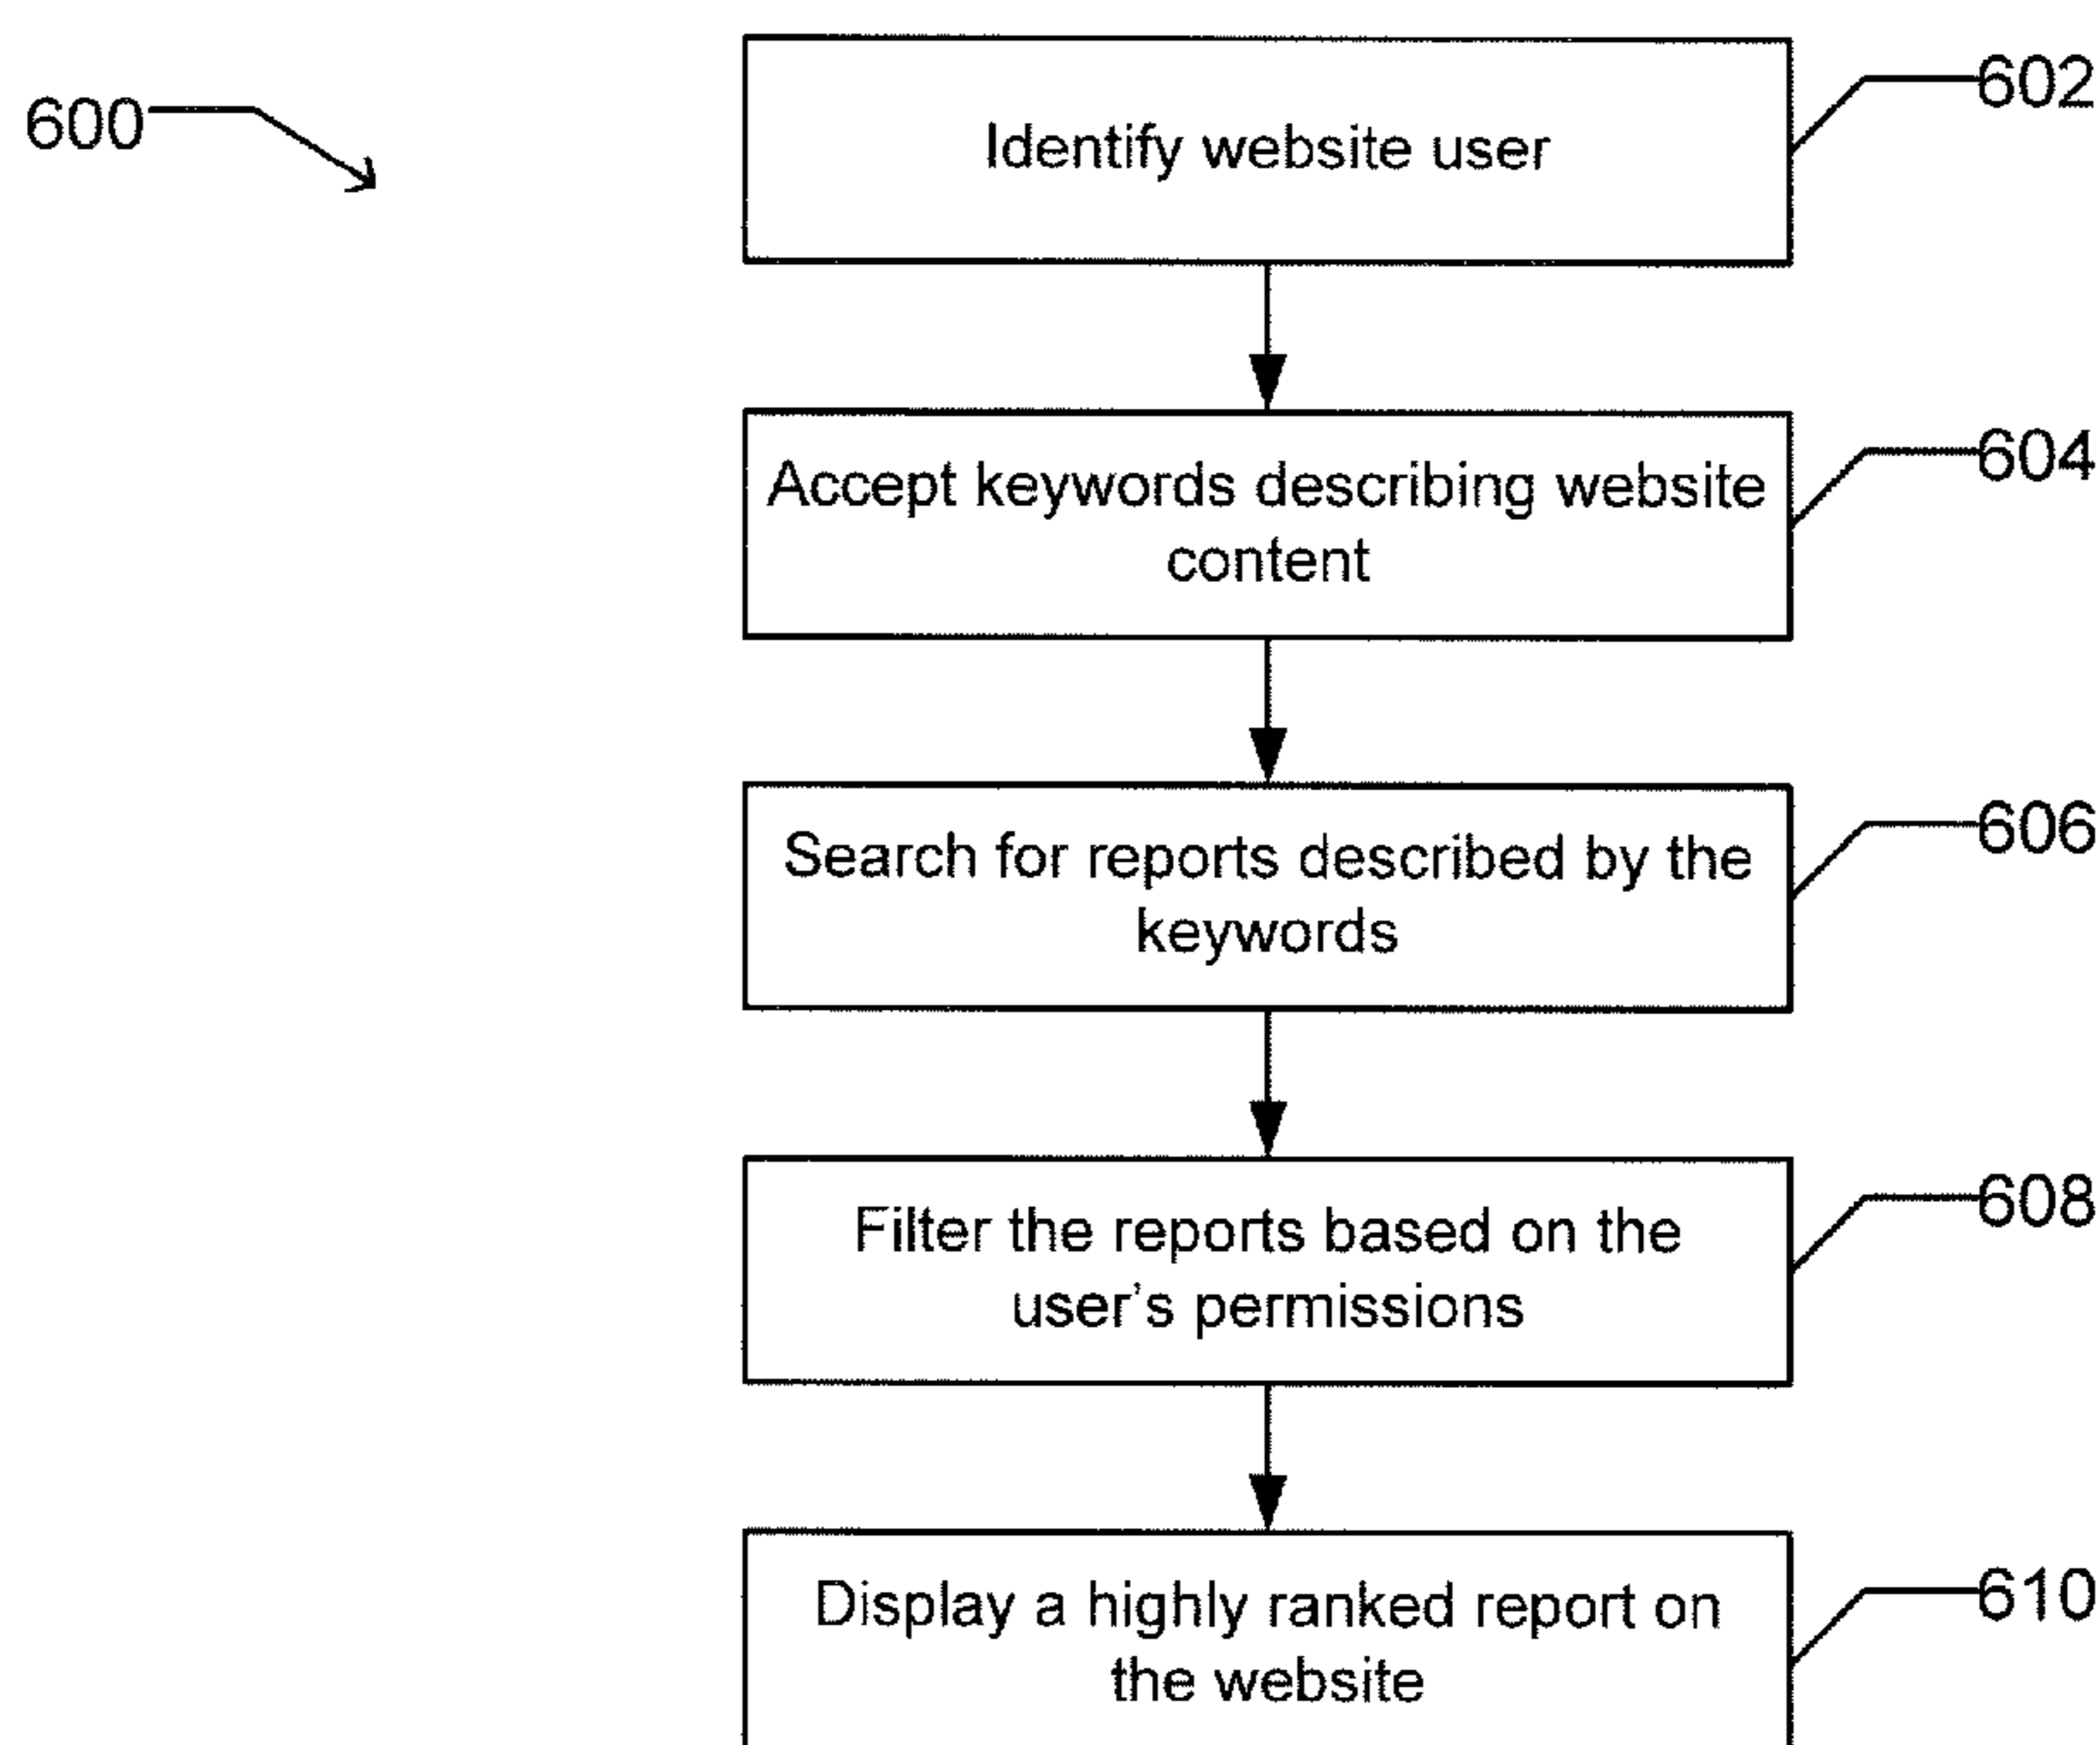 600
602
Identify website user
604
Accept keywords describing website
content
606
Search for reports described by the
keywords
608
Filter the reports based on the
user's permissions
610
Display a highly ranked report on
the website